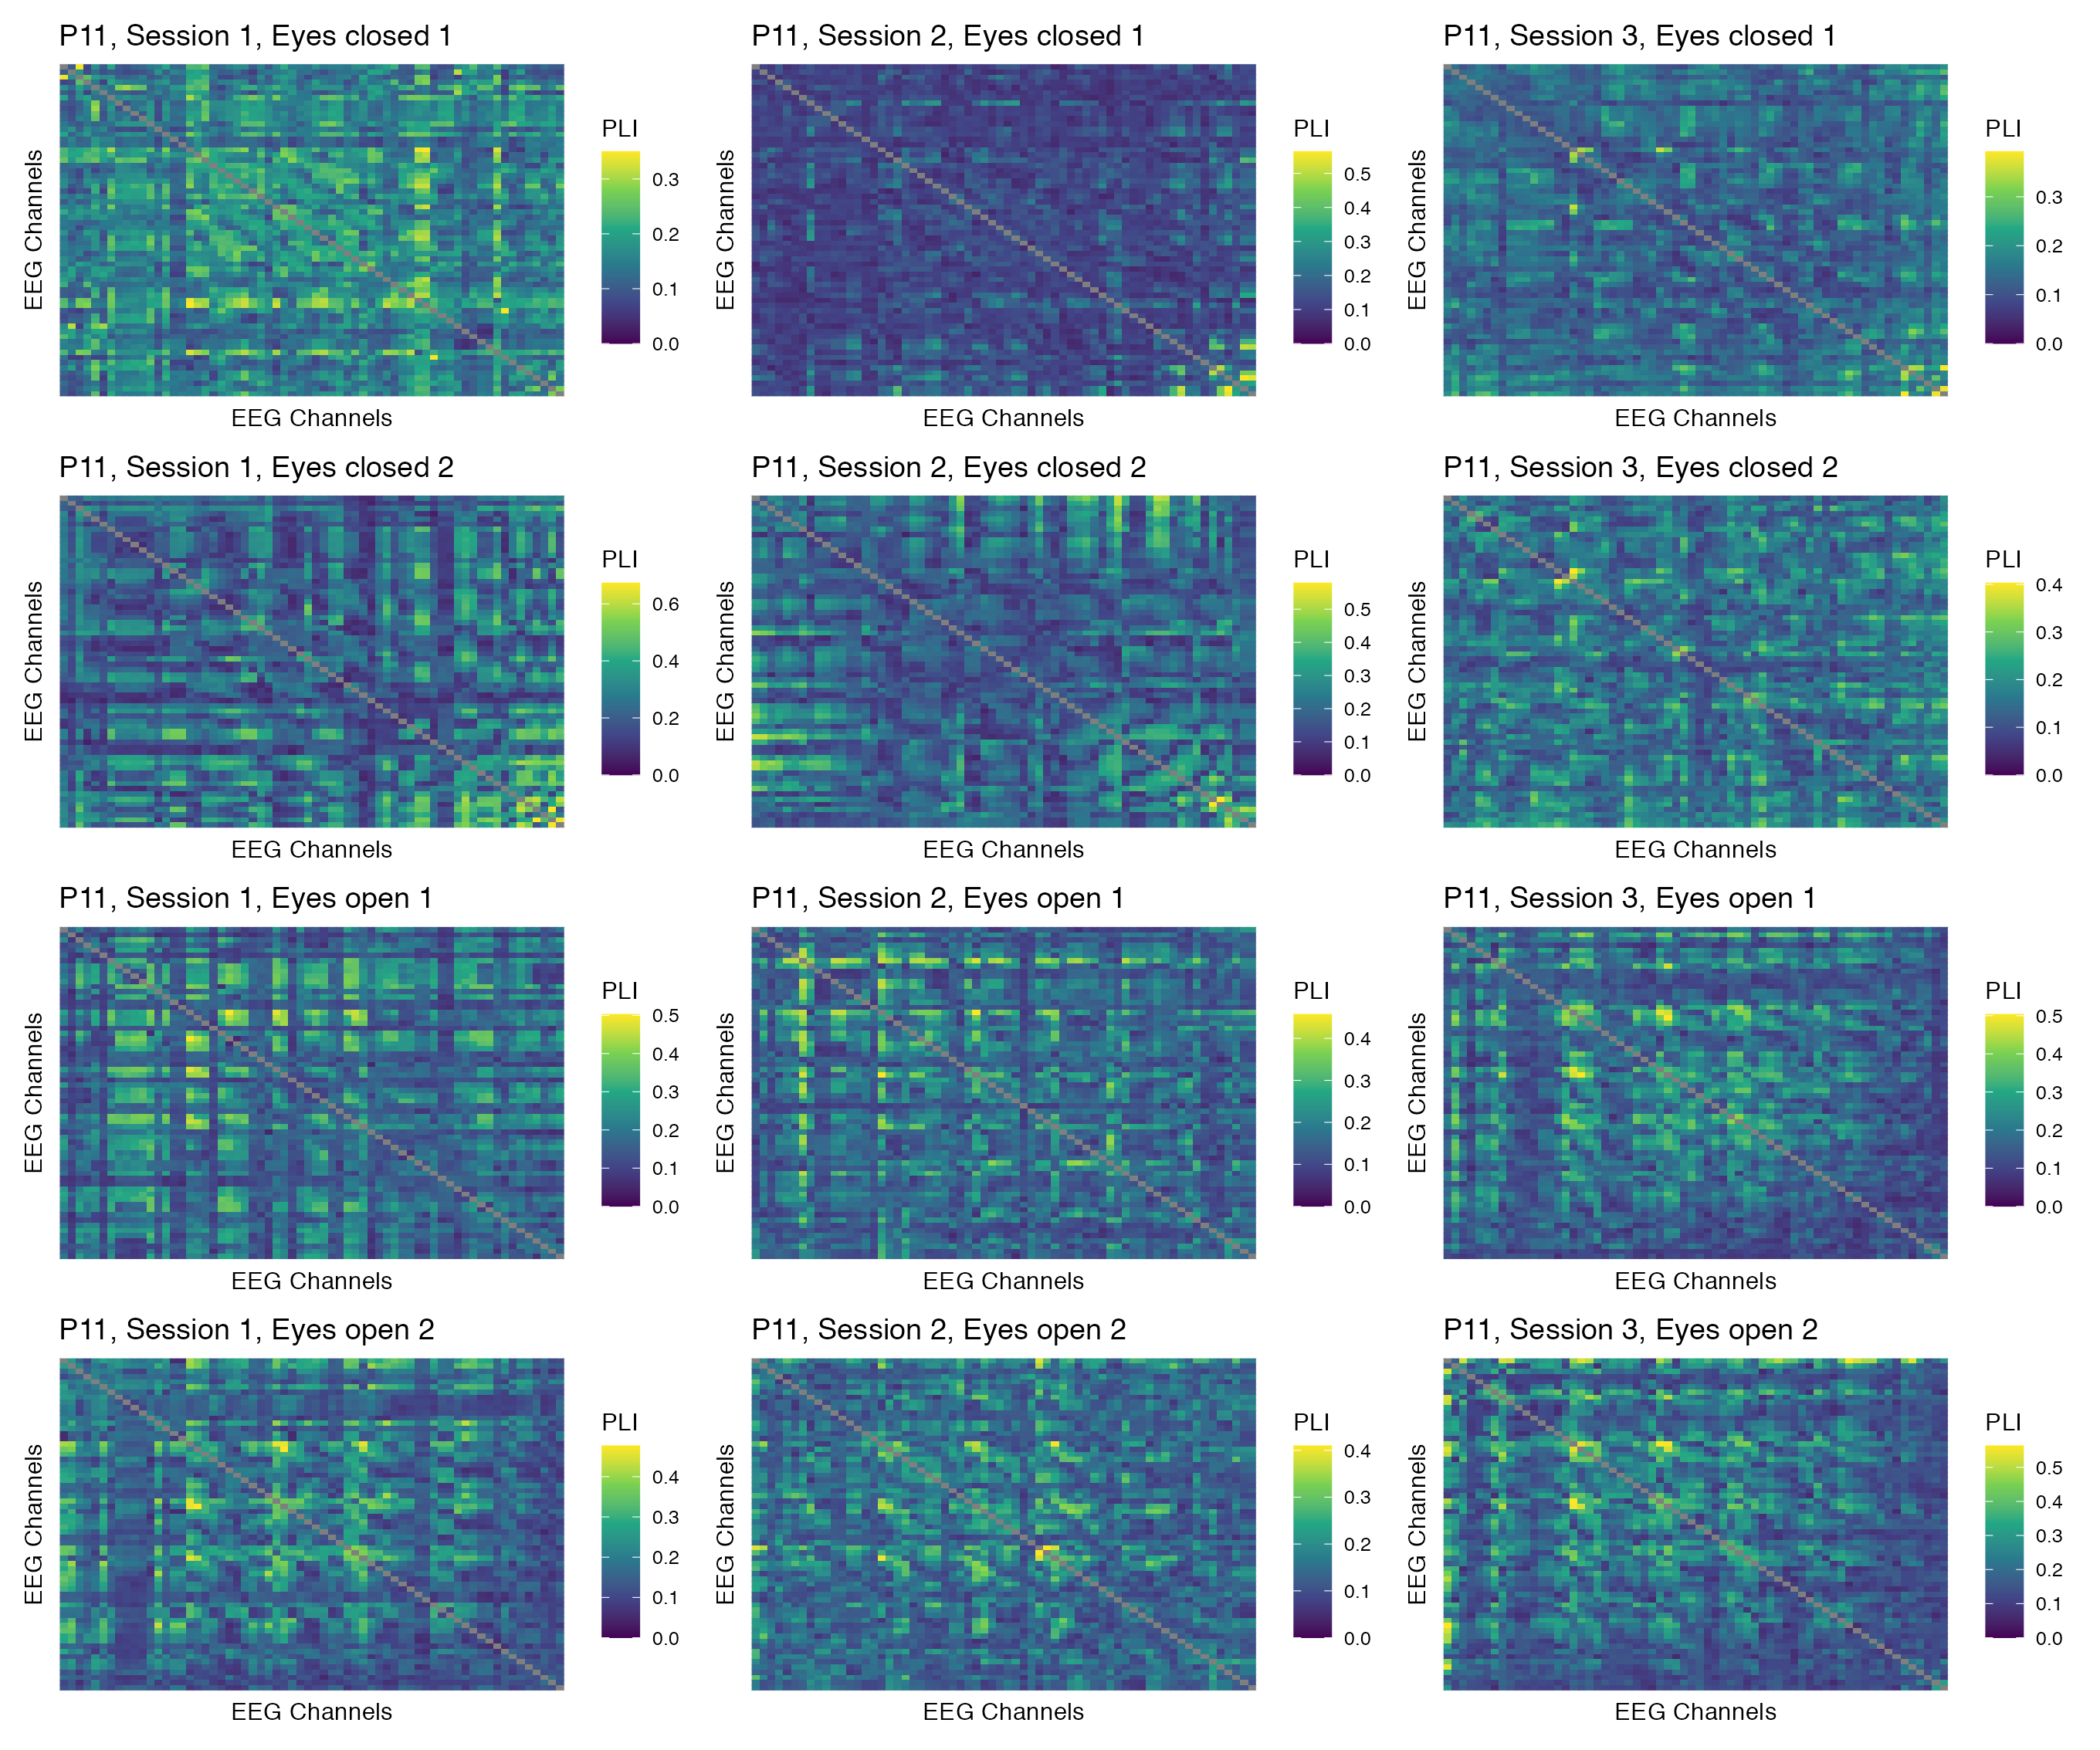 P11, Session 1, Eyes closed 1
EEG Channels
EEG Channels
PLI
0.3
0.2
0.1
0.0
P11, Session 2, Eyes closed 1
EEG Channels
EEG Channels
PLI
0.5
0.4
0.3
0.2
0.1
0.0
P11, Session 3, Eyes closed 1
EEG Channels
EEG Channels
PLI
0.3
0.2
0.1
0.0
P11, Session 1, Eyes closed 2
EEG Channels
EEG Channels
PLI
0.6
0.4
0.2
0.0
P11, Session 2, Eyes closed 2
EEG Channels
EEG Channels
PLI
0.5
0.4
0.3
0.2
0.1
0.0
P11, Session 3, Eyes closed 2
EEG Channels
EEG Channels
PLI
0.4
0.3
0.2
0.1
0.0
P11, Session 1, Eyes open 1
EEG Channels
EEG Channels
PLI
0.5
0.4
0.3
0.2
0.1
0.0
P11, Session 2, Eyes open 1
EEG Channels
EEG Channels
PLI
0.4
0.3
0.2
0.1
0.0
P11, Session 3, Eyes open 1
EEG Channels
EEG Channels
PLI
0.5
0.4
0.3
0.2
0.1
0.0
P11, Session 1, Eyes open 2
EEG Channels
EEG Channels
PLI
0.4
0.3
0.2
0.1
0.0
P11, Session 2, Eyes open 2
EEG Channels
EEG Channels
PLI
0.4
0.3
0.2
0.1
0.0
P11, Session 3, Eyes open 2
EEG Channels
EEG Channels
PLI
0.5
0.4
0.3
0.2
0.1
0.0